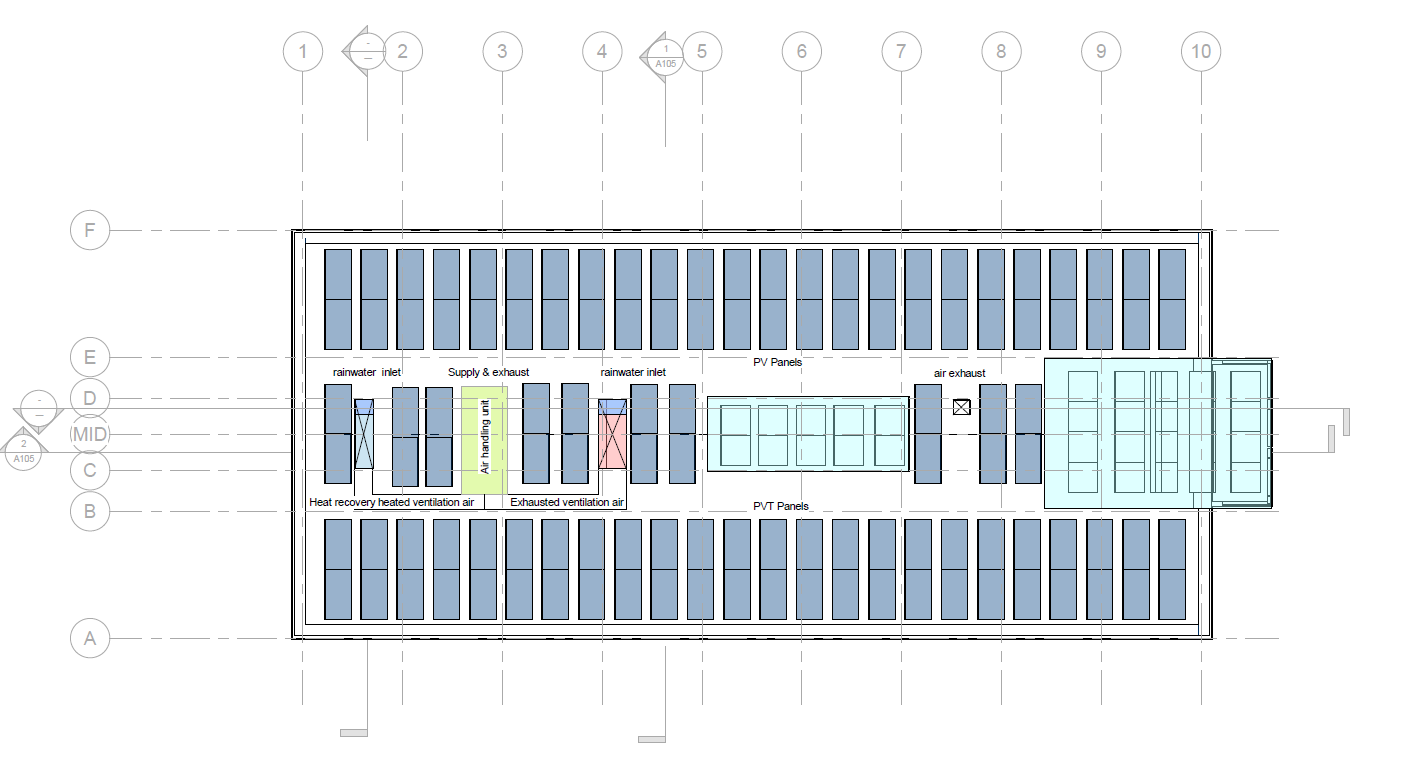 1
-
–
2
3
4
1
A105
5
6
7
8
9
10
F
E
PV Panels
rainwater inlet
Supply & exhaust
rainwater inlet
air exhaust
D
-
–
MID
2
A105
C
Air handling unit
Heat recovery heated ventilation air
Exhausted ventilation air
PVT Panels
B
A